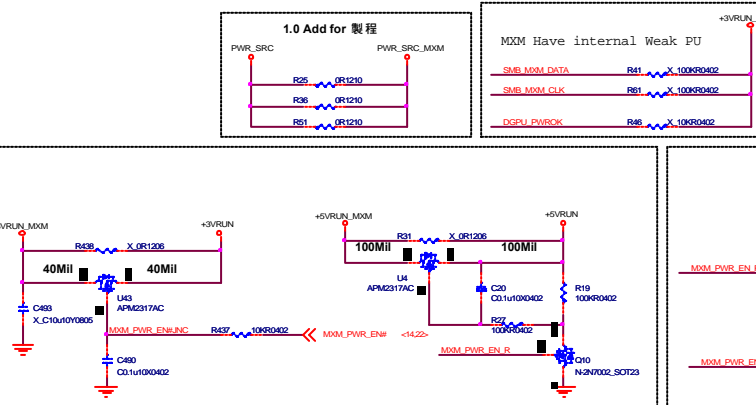 1.0 Add for 製程
PWR_SRC
PWR_SRC_MXM
R25
0R1210
R36
0R1210
R51
0R1210
+3VRUN
MXM Have internal Weak PU
SMB_MXM_DATA
R41
X_100KR0402
SMB_MXM_CLK
R61
X_100KR0402
DGPU_PWROK
R46
X_10KR0402
VRUN_MXM
+3VRUN
R438
X_0R1206
40Mil
40Mil
C493
X_C10u10Y0805
U43
APM2317AC
MXM_PWR_EN#JNC
R437
10KR0402
MXM_PWR_EN#
<14,22>
C490
C0.1u10X0402
+5VRUN_MXM
+5VRUN
R31
X_0R1206
100Mil
100Mil
U4
APM2317AC
C20
C0.1u10X0402
R19
100KR0402
R27
100KR0402
MXM_PWR_EN_R
Q10
N-2N7002_SOT23
MXM_PWR_EN_
MXM_PWR_EN